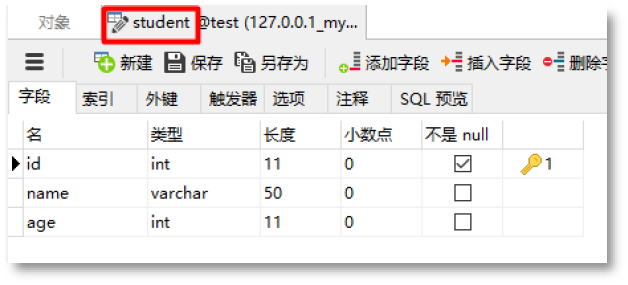 对象 student @test (127.0.0.1_my...
新建 保存 另存为 添加字段 插入字段 删除
字段 索引 外键 触发器 选项 注释 SQL 预览
名 类型 长度 小数点 不是 null
id int 11 0 1
name varchar 50 0
age int 11 0